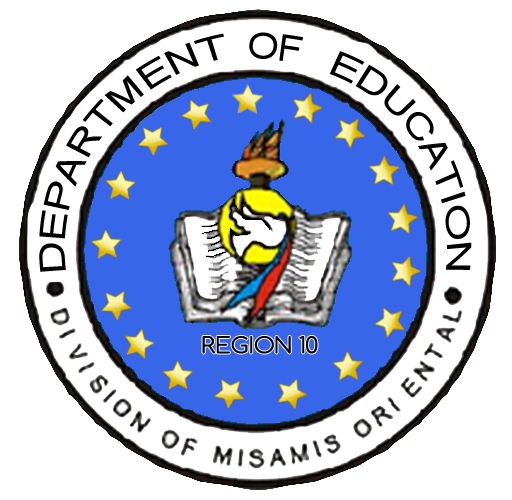 DEPARTMENT OF EDUCATION
REGION 10
DIVISION OF MISAMIS ORIENTAL